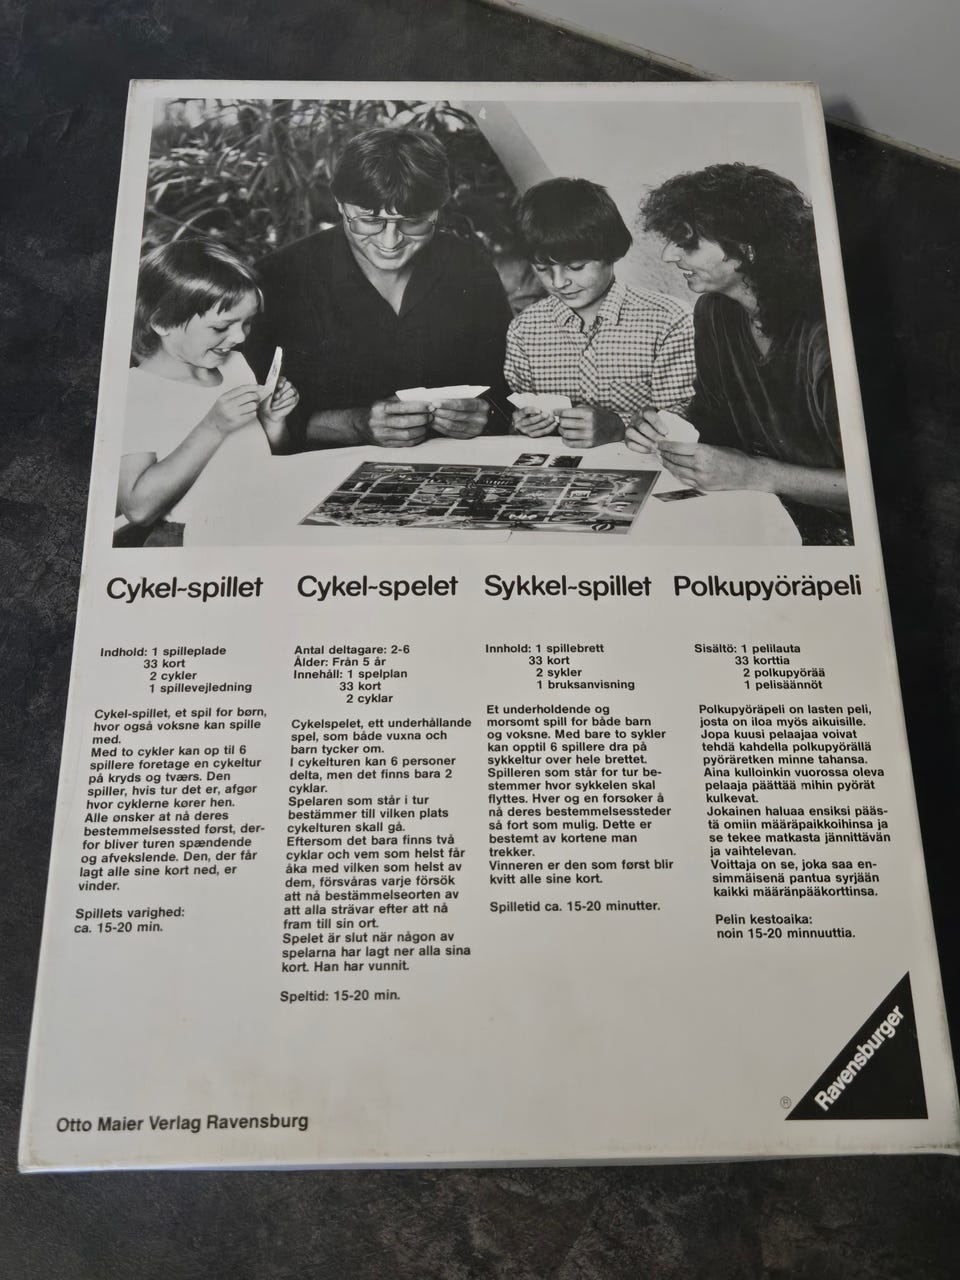 Cykel-spillet
Indhold: 1 spilleplade
33 kort
2 cykler
1 spillevejledning
Cykel-spillet, et spil for børn,
hvor også voksne kan spille
med.
Med to cykler kan op til 6
spillere foretage en cykeltur
på kryds og tværs. Den
spiller, hvis tur det er, afgør
hvor cyklerne kører hen.
Alle ønsker at nå deres
bestemmelsessted først, der-
for bliver turen spændende
og afvekslende. Den, der får
lagt alle sine kort ned, er
vinder.
Spillets varighed:
ca. 15-20 min.
Cykel-spelet
Antal deltagare: 2-6
Ålder: Från 5 år
Innehåll: 1 spelplan
33 kort
2 cyklar
Cykelspelet, ett underhållande
spel, som både vuxna och
barn tycker om.
I cykelturen kan 6 personer
delta, men det finns bara 2
cyklar.
Spelaren som står i tur
bestämmer till vilken plats
cykelturen skall gå.
Eftersom det bara finns två
cyklar och vem som helst får
åka med vilken som helst av
dem, försvåras varje försök
att nå bestämmelseorten av
att alla strävar efter att nå
fram till sin ort.
Spelet är slut när någon av
spelarna har lagt ner alla sina
kort. Han har vunnit.
Speltid: 15-20 min.
Sykkel-spillet
Innhold: 1 spillebrett
33 kort
2 sykler
1 bruksanvisning
Et underholdende og
morsomt spill for både barn
og voksne. Med bare to sykler
kan opptil 6 spillere dra på
sykkeltur over hele brettet.
Spilleren som står for tur be-
stemmer hvor sykkelen skal
flyttes. Hver og en forsøker å
nå deres bestemmelsessteder
så fort som mulig. Dette er
bestemt av kortene man
trekker.
Vinneren er den som først blir
kvitt alle sine kort.
Spilletid ca. 15-20 minutter.
Polkupyöräpeli
Sisältö: 1 pelilauta
33 korttia
2 polkupyörää
1 pelisäännöt
Polkupyöräpeli on lasten peli,
josta on iloa myös aikuisille.
Jopa kuusi pelaajaa voivat
tehdä kahdella polkupyörällä
pyöräretken minne tahansa.
Aina kulloinkin vuorossa oleva
pelaaja päättää mihin pyörät
kulkevat.
Jokainen haluaa ensiksi pääs-
tä omiin määräpaikkoihinsa ja
se tekee matkasta jännittävän
ja vaihtelevan.
Voittaja on se, joka saa en-
simmäisenä pantua syrjään
kaikki määränpääkorttinsa.
Pelin kestoaika:
noin 15-20 minnuuttia.
Otto Maier Verlag Ravensburg
® Ravensburger